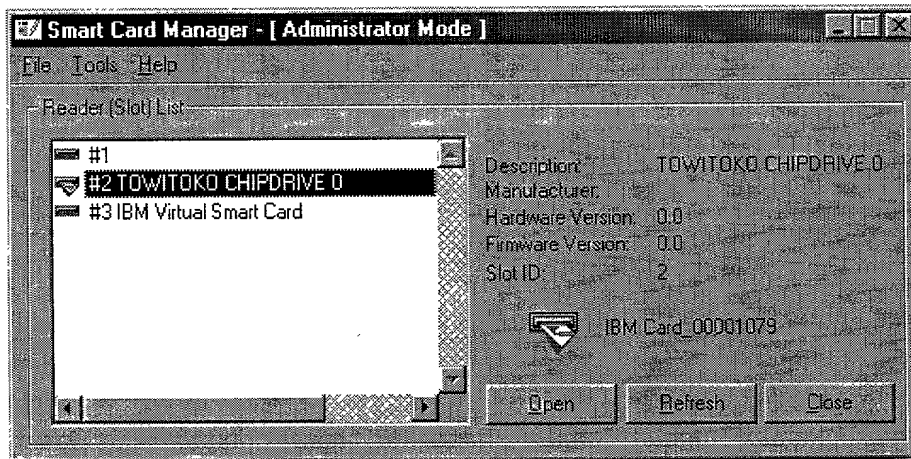 Smart Card Manager - [ Administrator Mode ]
File Tools Help
Reader (Slot) List
#1
#2 TOWITOKO CHIPDRIVE 0
#3 IBM Virtual Smart Card
Description: TOWITOKO CHIPDRIVE 0
Manufacturer:
Hardware Version: 0.0
Firmware Version: 0.0
Slot ID: 2
IBM Card_00001079
Open Refresh Close